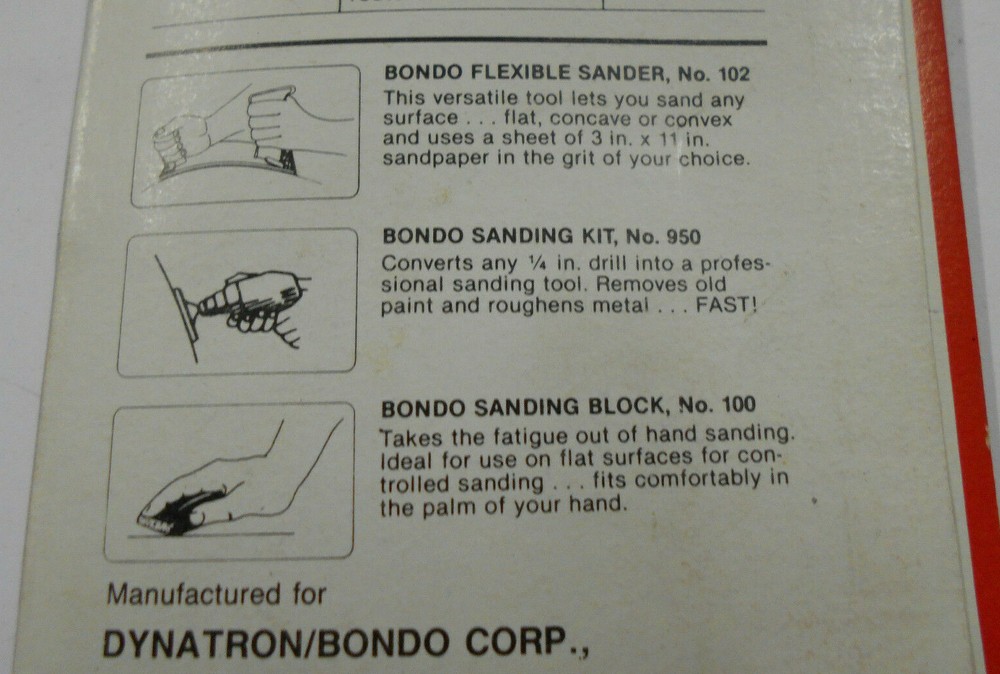 BONDO FLEXIBLE SANDER, No. 102
This versatile tool lets you sand any
surface . . . flat, concave or convex
and uses a sheet of 3 in. x 11 in.
sandpaper in the grit of your choice.
BONDO SANDING KIT, No. 950
Converts any ¼ in. drill into a profes-
sional sanding tool. Removes old
paint and roughens metal . . . FAST!
BONDO SANDING BLOCK, No. 100
Takes the fatigue out of hand sanding.
Ideal for use on flat surfaces for con-
trolled sanding . . . fits comfortably in
the palm of your hand.
Manufactured for
DYNATRON/BONDO CORP.,